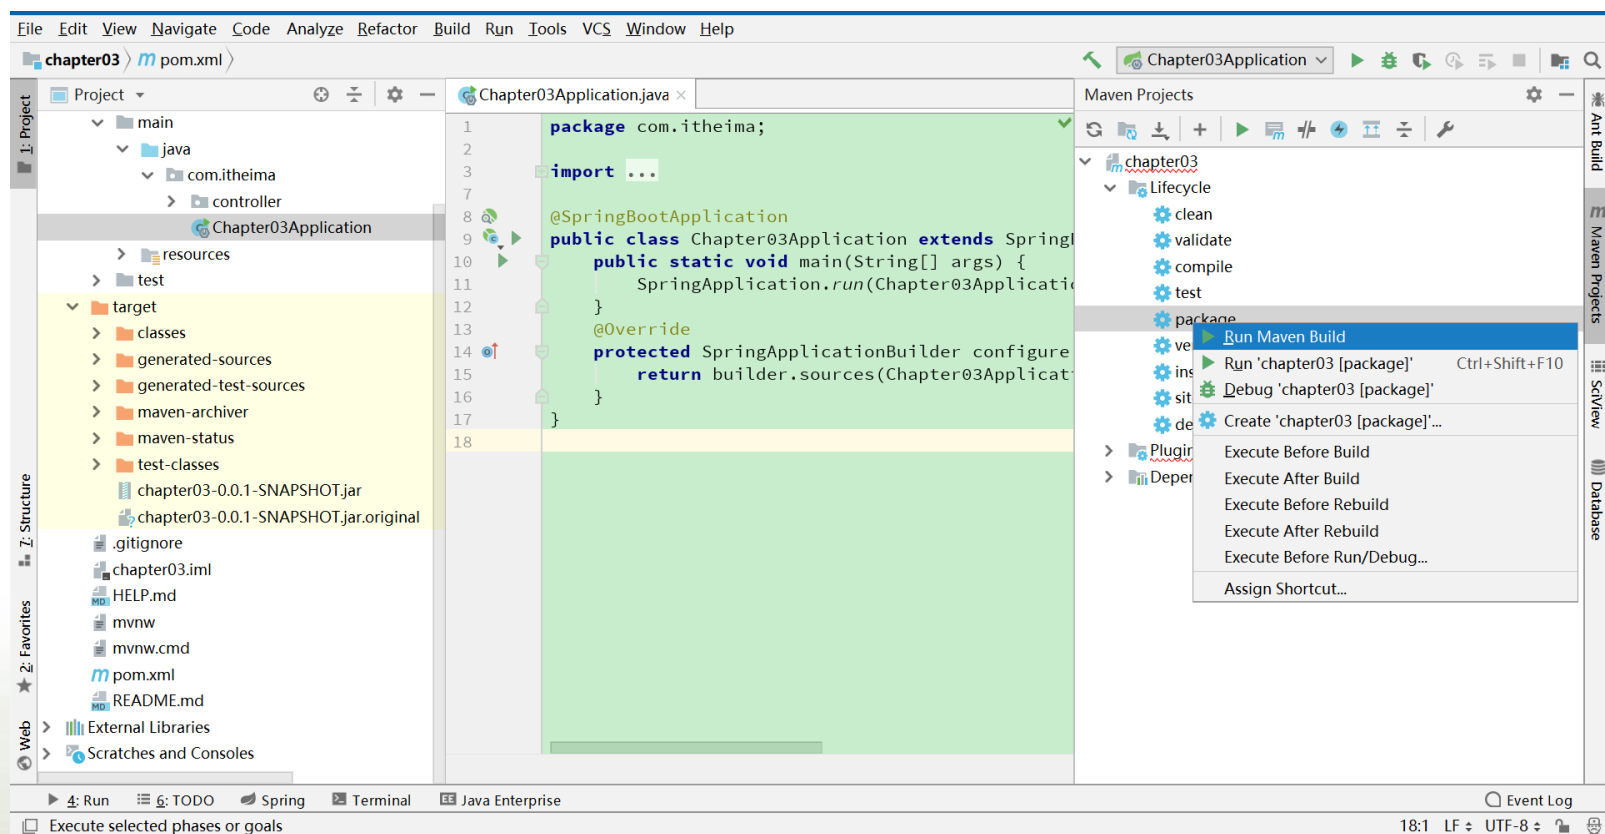 File Edit View Navigate Code Analyze Refactor Build Run Tools VCS Window Help
chapter03 pom.xml
Chapter03Application
1: Project
7: Structure
2: Favorites
Web
Project
main
java
com.itheima
controller
Chapter03Application
resources
test
target
classes
generated-sources
generated-test-sources
maven-archiver
maven-status
test-classes
chapter03-0.0.1-SNAPSHOT.jar
chapter03-0.0.1-SNAPSHOT.jar.original
.gitignore
chapter03.iml
HELP.md
mvnw
mvnw.cmd
pom.xml
README.md
External Libraries
Scratches and Consoles
Chapter03Application.java
1 package com.itheima;
2
3 import ...
7
8 @SpringBootApplication
9 public class Chapter03Application extends Spring
10 public static void main(String[] args) {
11 SpringApplication.run(Chapter03Applicatio
12 }
13 @Override
14 protected SpringApplicationBuilder configure
15 return builder.sources(Chapter03Applicat
16 }
17 }
18
Maven Projects
chapter03
Lifecycle
clean
validate
compile
test
package
ve
ins
sit
de
Plugin
Depen
Run Maven Build
Run 'chapter03 [package]' Ctrl+Shift+F10
Debug 'chapter03 [package]'
Create 'chapter03 [package]'...
Execute Before Build
Execute After Build
Execute Before Rebuild
Execute After Rebuild
Execute Before Run/Debug...
Assign Shortcut...
Ant Build
Maven Projects
SciView
Database
4: Run 6: TODO Spring Terminal Java Enterprise Event Log
Execute selected phases or goals 18:1 LF UTF-8